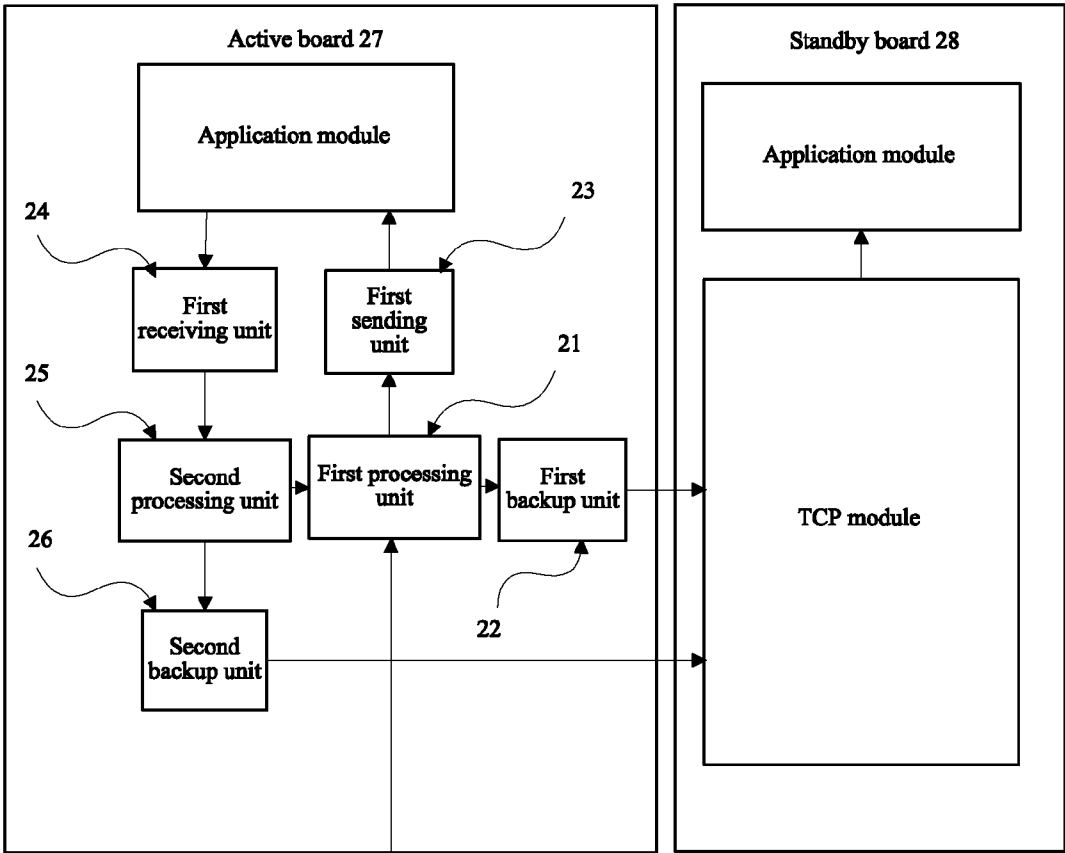 Active board 27
Standby board 28
Application module
Application module
24
23
First
receiving unit
First
sending
unit
21
25
Second
processing unit
First processing
unit
First
backup unit
TCP module
26
22
Second
backup unit